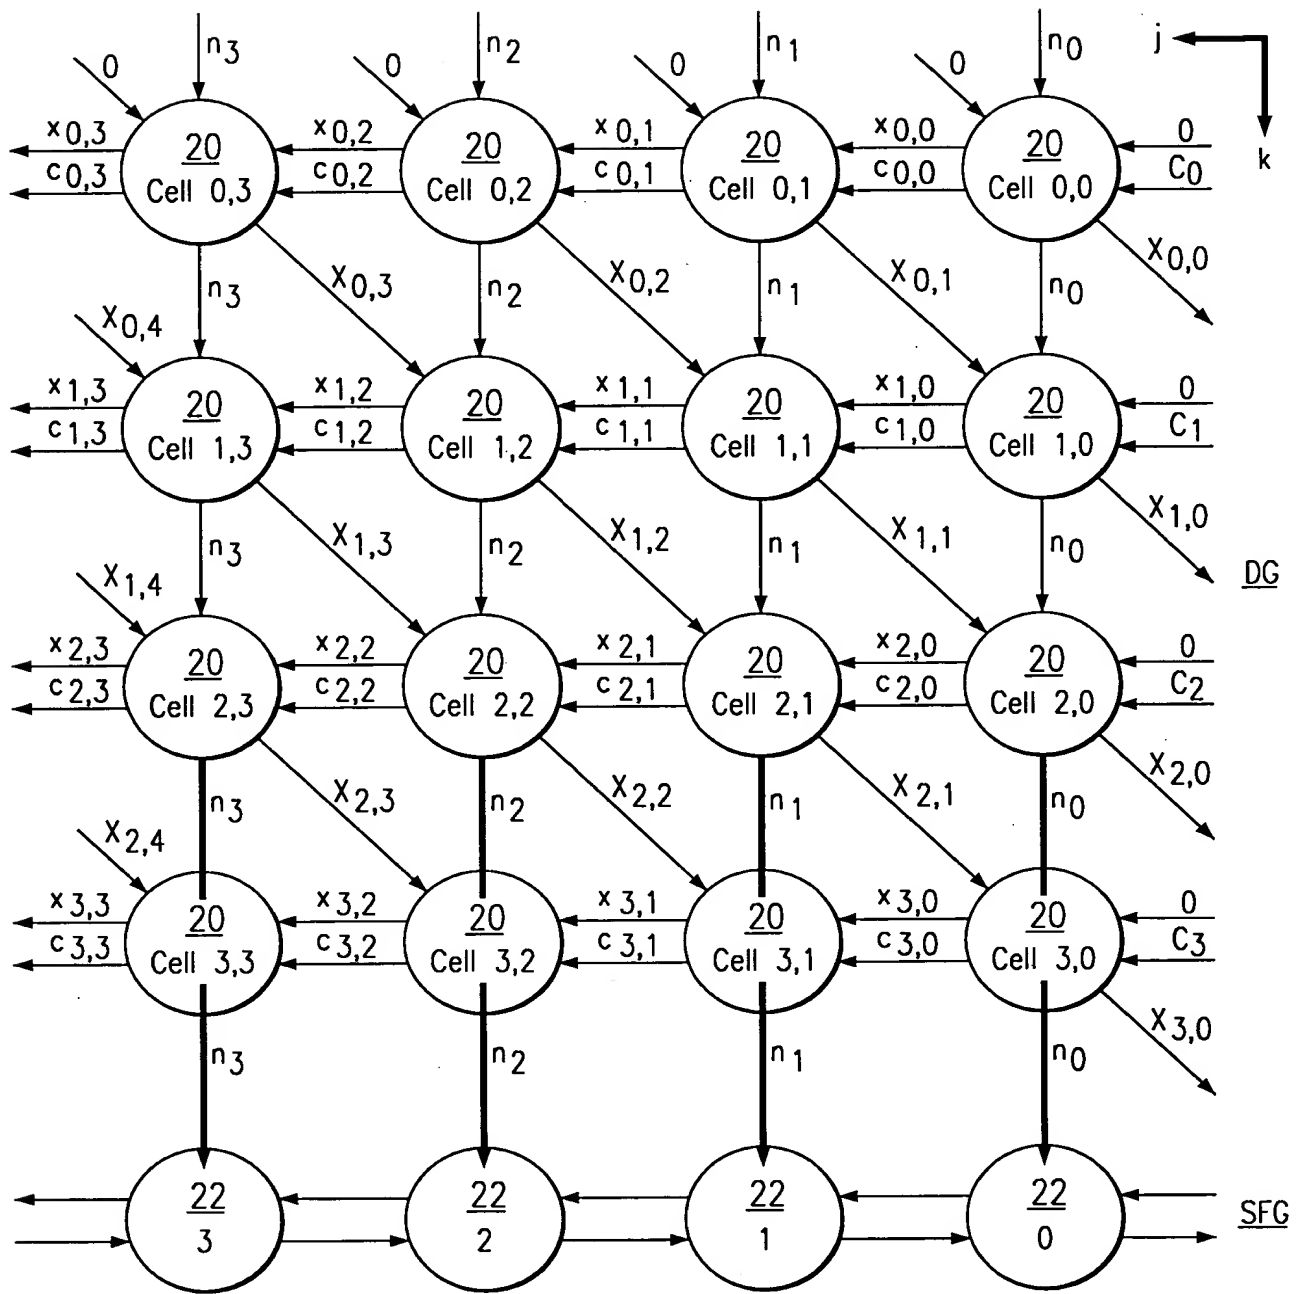 n3 n2 n1 n0 j
0 0 0 0
k
x0,3 x0,2 x0,1 x0,0 0
c0,3 c0,2 c0,1 c0,0 C0
20 20 20 20
Cell 0,3 Cell 0,2 Cell 0,1 Cell 0,0
n3 X0,3 n2 X0,2 n1 X0,1 n0 X0,0
X0,4
x1,3 x1,2 x1,1 x1,0 0
c1,3 c1,2 c1,1 c1,0 C1
20 20 20 20
Cell 1,3 Cell 1,2 Cell 1,1 Cell 1,0
n3 X1,3 n2 X1,2 n1 X1,1 n0 X1,0
X1,4
DG
x2,3 x2,2 x2,1 x2,0 0
c2,3 c2,2 c2,1 c2,0 C2
20 20 20 20
Cell 2,3 Cell 2,2 Cell 2,1 Cell 2,0
n3 X2,3 n2 X2,2 n1 X2,1 n0 X2,0
X2,4
x3,3 x3,2 x3,1 x3,0 0
c3,3 c3,2 c3,1 c3,0 C3
20 20 20 20
Cell 3,3 Cell 3,2 Cell 3,1 Cell 3,0
n3 n2 n1 n0 X3,0
22 22 22 22
3 2 1 0
SFG